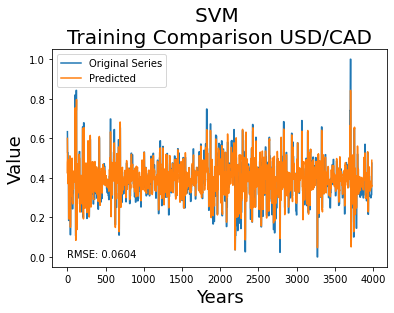 SVM
Training Comparison USD/CAD
Original Series
Predicted
Value
1.0
0.8
0.6
0.4
0.2
0.0
RMSE: 0.0604
0 500 1000 1500 2000 2500 3000 3500 4000
Years